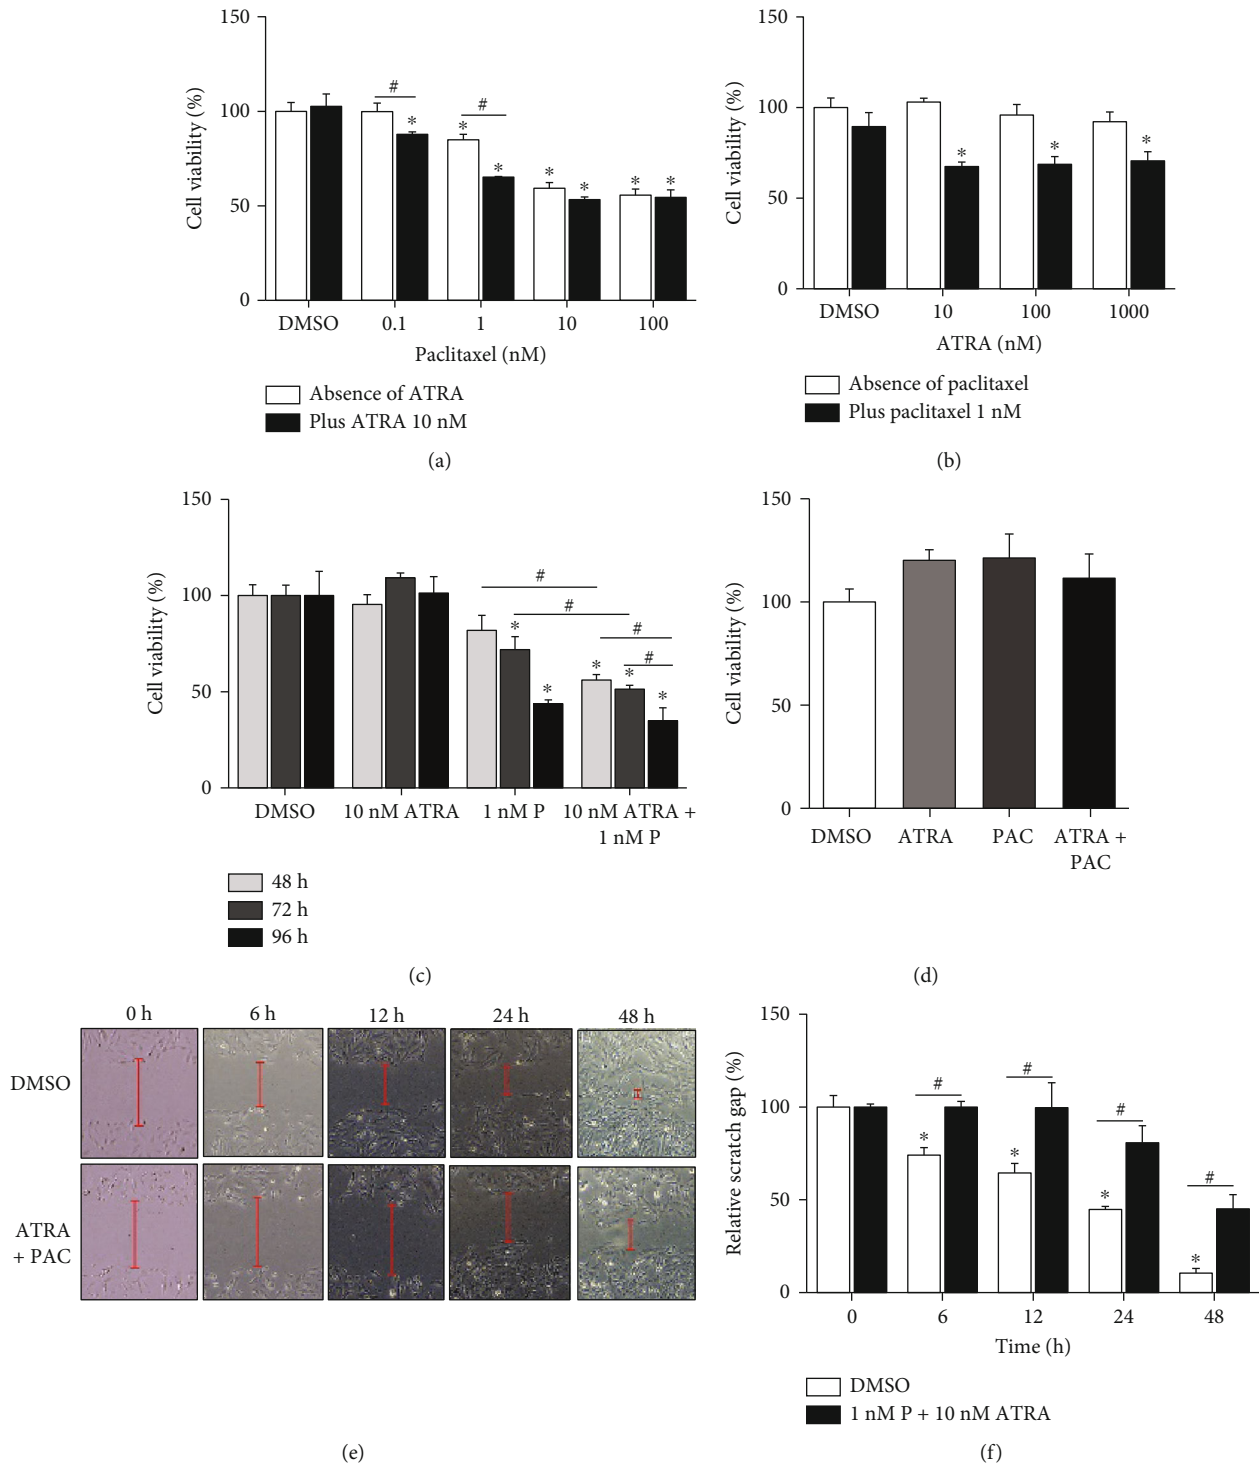 150
100
50
0
Cell viability (%)
# #
* * * * * * *
DMSO 0.1 1 10 100
Paclitaxel (nM)
Absence of ATRA
Plus ATRA 10 nM
(a)
150
100
50
0
Cell viability (%)
* * *
DMSO 10 100 1000
ATRA (nM)
Absence of paclitaxel
Plus paclitaxel 1 nM
(b)
150
100
50
0
Cell viability (%)
#
#
#
#
* * * * *
DMSO 10 nM ATRA 1 nM P 10 nM ATRA +
1 nM P
48 h
72 h
96 h
(c)
150
100
50
0
Cell viability (%)
DMSO ATRA PAC ATRA +
PAC
(d)
0 h 6 h 12 h 24 h 48 h
DMSO
ATRA
+ PAC
(e)
150
100
50
0
Relative scratch gap (%)
# # # #
* * * *
0 6 12 24 48
Time (h)
DMSO
1 nM P + 10 nM ATRA
(f)